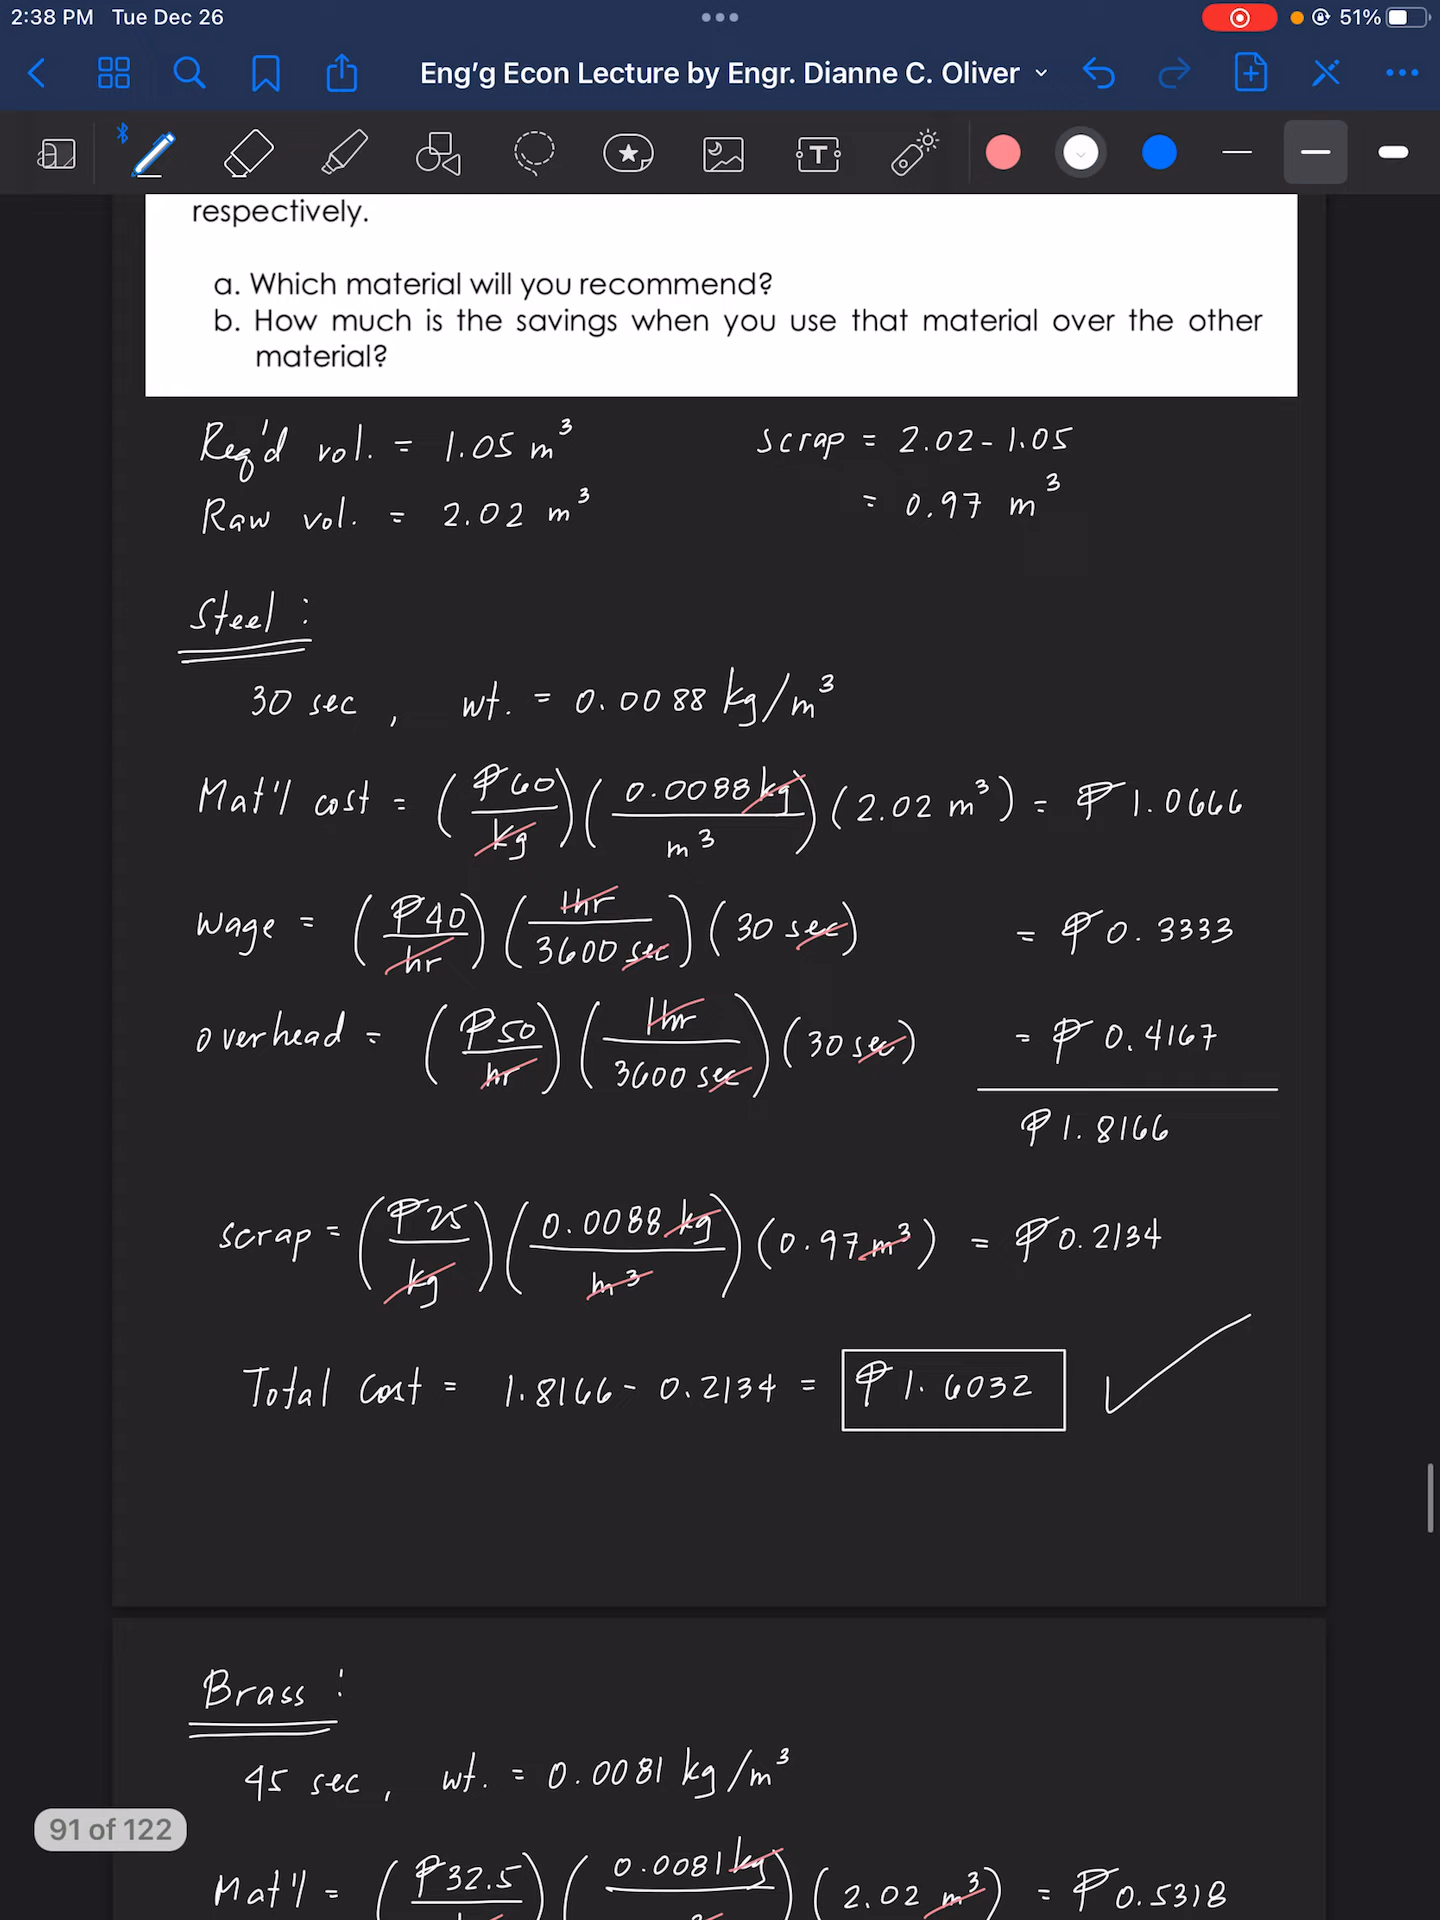 2:38 PM Tue Dec 26
51%
Eng'g Econ Lecture by Engr. Dianne C. Oliver
respectively.
a. Which material will you recommend?
b. How much is the savings when you use that material over the other
material?
Req'd vol. = 1.05 m³
scrap = 2.02 - 1.05
= 0.97 m³
Raw vol. = 2.02 m³
Steel :
30 sec , wt. = 0.0088 kg/m³
Mat'l cost = (₱60/kg) (0.0088 kg/m³) (2.02 m³) = ₱1.0666
wage = (₱40/hr) (1hr/3600 sec) (30 sec) = ₱0.3333
overhead = (₱50/hr) (1hr/3600 sec) (30 sec) = ₱0.4167
₱1.8166
scrap = (₱25/kg) (0.0088 kg/m³) (0.97 m³) = ₱0.2134
Total Cost = 1.8166 - 0.2134 = ₱1.6032
Brass :
45 sec , wt. = 0.0081 kg/m³
91 of 122
Mat'l = (₱32.5) (0.0081 kg) (2.02 m³) = ₱0.5318